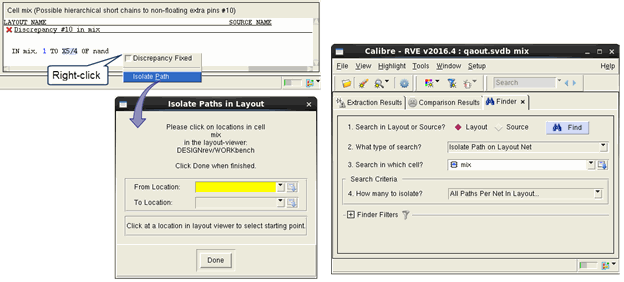 Cell mix (Possible hierarchical short chains to non-floating extra pins #10)
LAYOUT NAME SOURCE NAME
Discrepancy #10 in mix
IN mix, 1 TO X5/4 OF nand
Discrepancy Fixed
Isolate Path
Right-click
Isolate Paths in Layout
Please click on locations in cell
mix
in the layout-viewer:
DESIGNrev/WORKbench
Click Done when finished.
From Location:
To Location:
Click at a location in layout viewer to select starting point.
Done
Calibre - RVE v2016.4 : qaout.svdb mix
File View Highlight Tools Window Setup Help
Search
Extraction Results Comparison Results Finder
1. Search in Layout or Source? Layout Source Find
2. What type of search? Isolate Path on Layout Net
3. Search in which cell? mix
Search Criteria
4. How many to isolate? All Paths Per Net In Layout...
Finder Filters